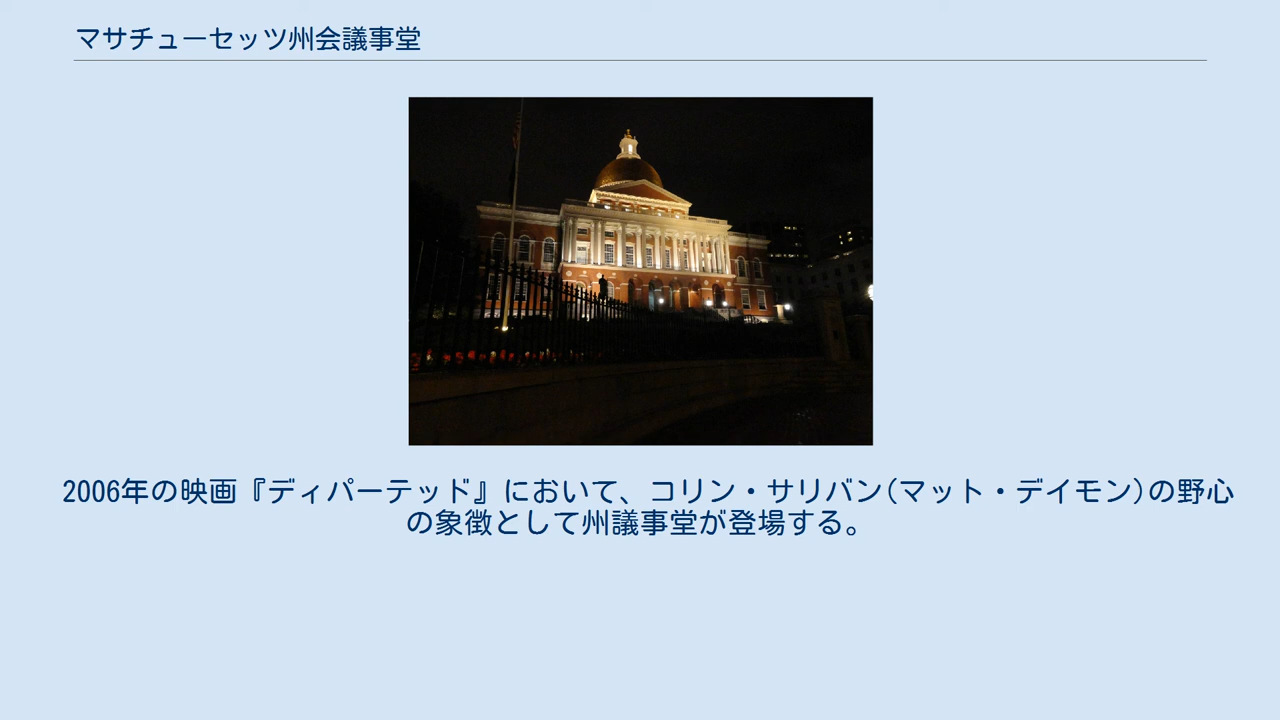 マサチューセッツ州会議事堂
2006年の映画『ディパーテッド』において、コリン・サリバン(マット・デイモン)の野心
の象徴として州議事堂が登場する。